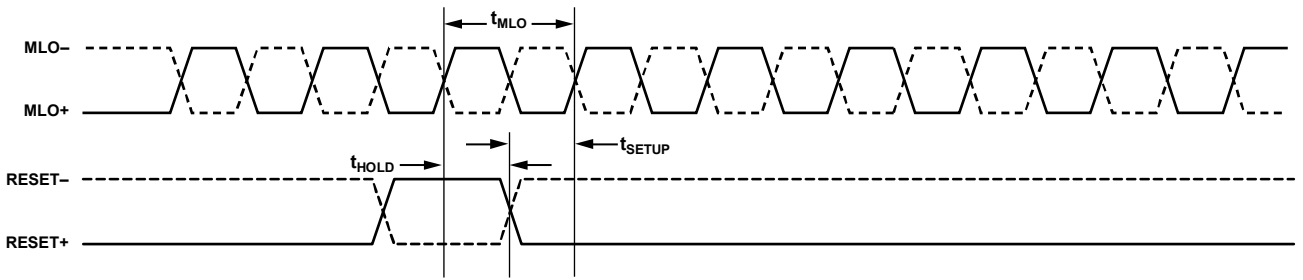 tMLO
MLO–
MLO+
tSETUP
tHOLD
RESET–
RESET+